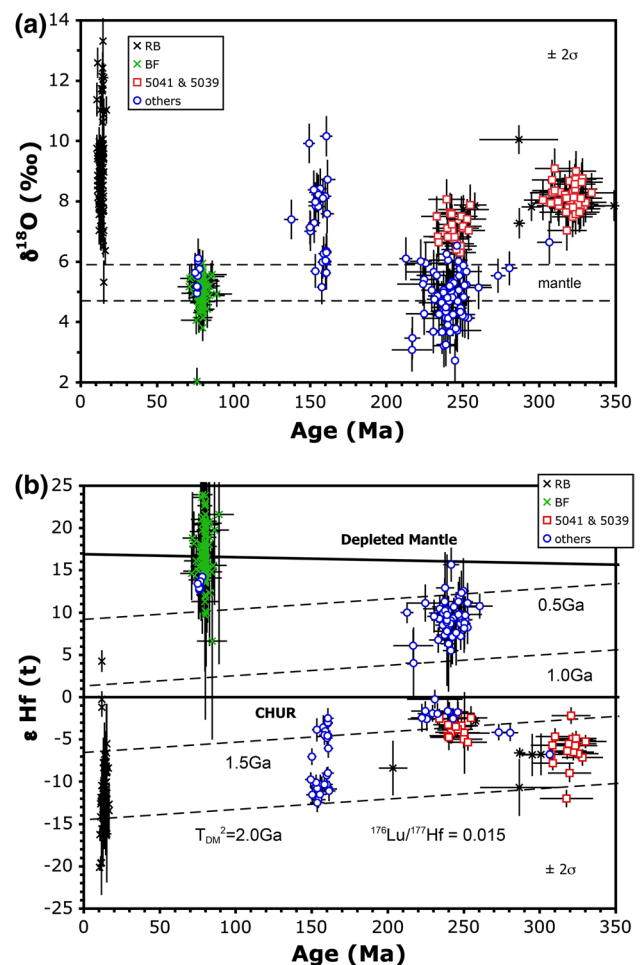 (a)
14
12
10
8
6
4
2
δ¹⁸O (‰)
RB
BF
5041 & 5039
others
± 2σ
mantle
0 50 100 150 200 250 300 350
Age (Ma)
(b)
25
20
15
10
5
0
-5
-10
-15
-20
-25
ε Hf (t)
RB
BF
5041 & 5039
others
Depleted Mantle
0.5Ga
1.0Ga
CHUR
1.5Ga
T_DM²=2.0Ga
¹⁷⁶Lu/¹⁷⁷Hf = 0.015
± 2σ
0 50 100 150 200 250 300 350
Age (Ma)